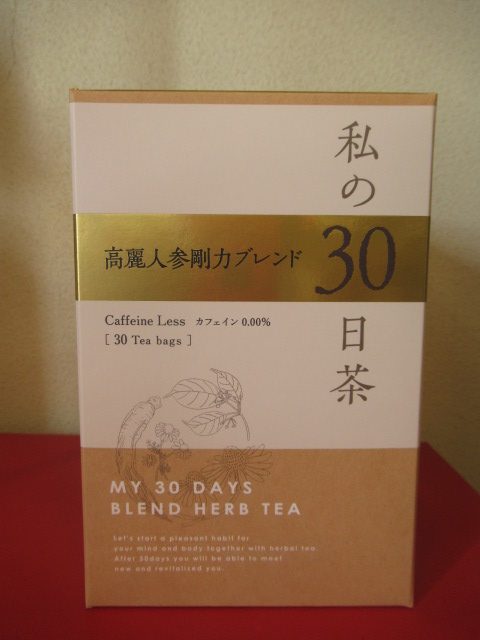 私の30日茶
高麗人参剛力ブレンド
Caffeine Less カフェイン 0.00%
[ 30 Tea bags ]
MY 30 DAYS
BLEND HERB TEA
Let's start a pleasant habit for
your mind and body together with herbal tea.
After 30days you will be able to meet
new and revitalized you.